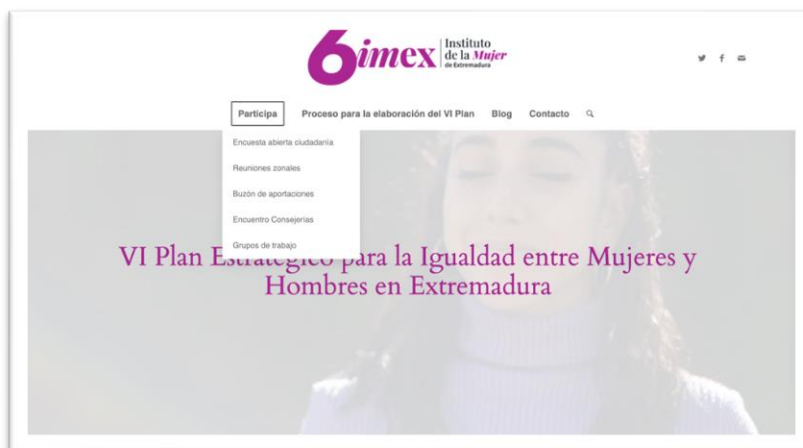 6imex
Instituto
de la Mujer
de Extremadura
Participa Proceso para la elaboración del VI Plan Blog Contacto
Encuesta abierta ciudadanía
Reuniones zonales
Buzón de aportaciones
Encuentro Consejerías
Grupos de trabajo
VI Plan Estratégico para la Igualdad entre Mujeres y
Hombres en Extremadura